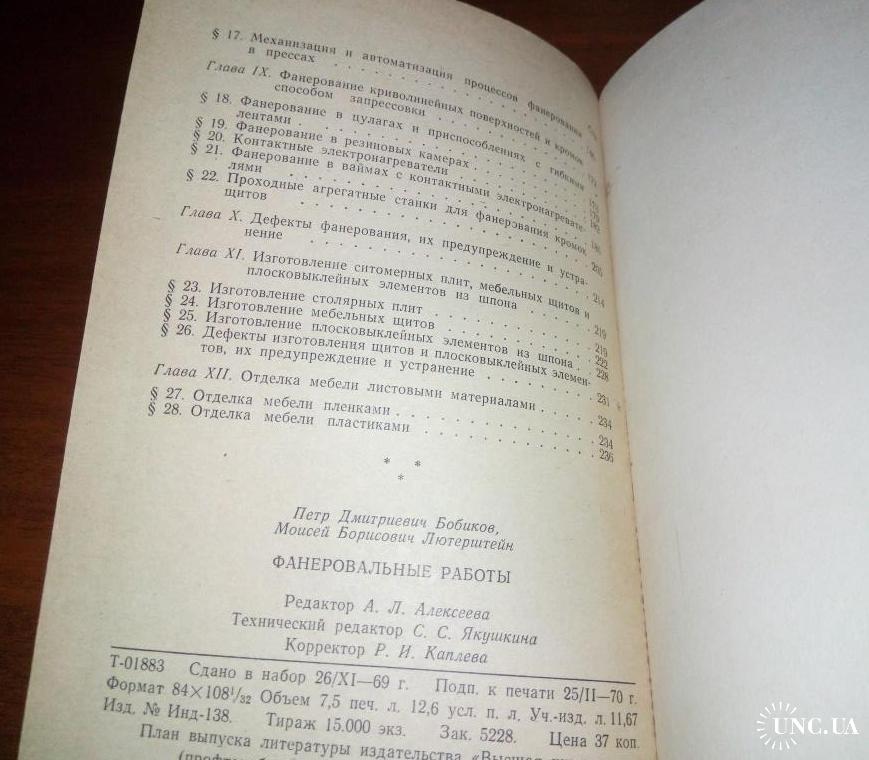 § 17. Механизация и автоматизация процессов фанерования
в прессах
Глава IX. Фанерование криволинейных поверхностей и кромок
способом запрессовки
§ 18. Фанерование в цулагах и приспособлениях с гибкими
лентами
§ 19. Фанерование в резиновых камерах
§ 20. Контактные электронагреватели
§ 21. Фанерование в ваймах с контактными электронагревате-
лями
§ 22. Проходные агрегатные станки для фанерования кромок
щитов
Глава X. Дефекты фанерования, их предупреждение и устра-
нение
Глава XI. Изготовление ситомерных плит, мебельных щитов и
плосковыклейных элементов из шпона . 214
§ 23. Изготовление столярных плит . 219
§ 24. Изготовление мебельных щитов . 219
§ 25. Изготовление плосковыклейных элементов из шпона . 222
§ 26. Дефекты изготовления щитов и плосковыклейных элемен-
тов, их предупреждение и устранение . 228
Глава XII. Отделка мебели листовыми материалами . 231
§ 27. Отделка мебели пленками . 234
§ 28. Отделка мебели пластиками . 234
236
* *
*
Петр Дмитриевич Бобиков,
Моисей Борисович Лютерштейн
ФАНЕРОВАЛЬНЫЕ РАБОТЫ
Редактор А. Л. Алексеева
Технический редактор С. С. Якушкина
Корректор Р. И. Каплева
Т-01883 Сдано в набор 26/XI—69 г. Подп. к печати 25/II—70 г.
Формат 84×108¹/₃₂ Объем 7,5 печ. л. 12,6 усл. п. л. Уч.-изд. л. 11,67
Изд. № Инд-138. Тираж 15.000 экз. Зак. 5228. Цена 37 коп.
План выпуска литературы издательства «Высшая
UNC.UA